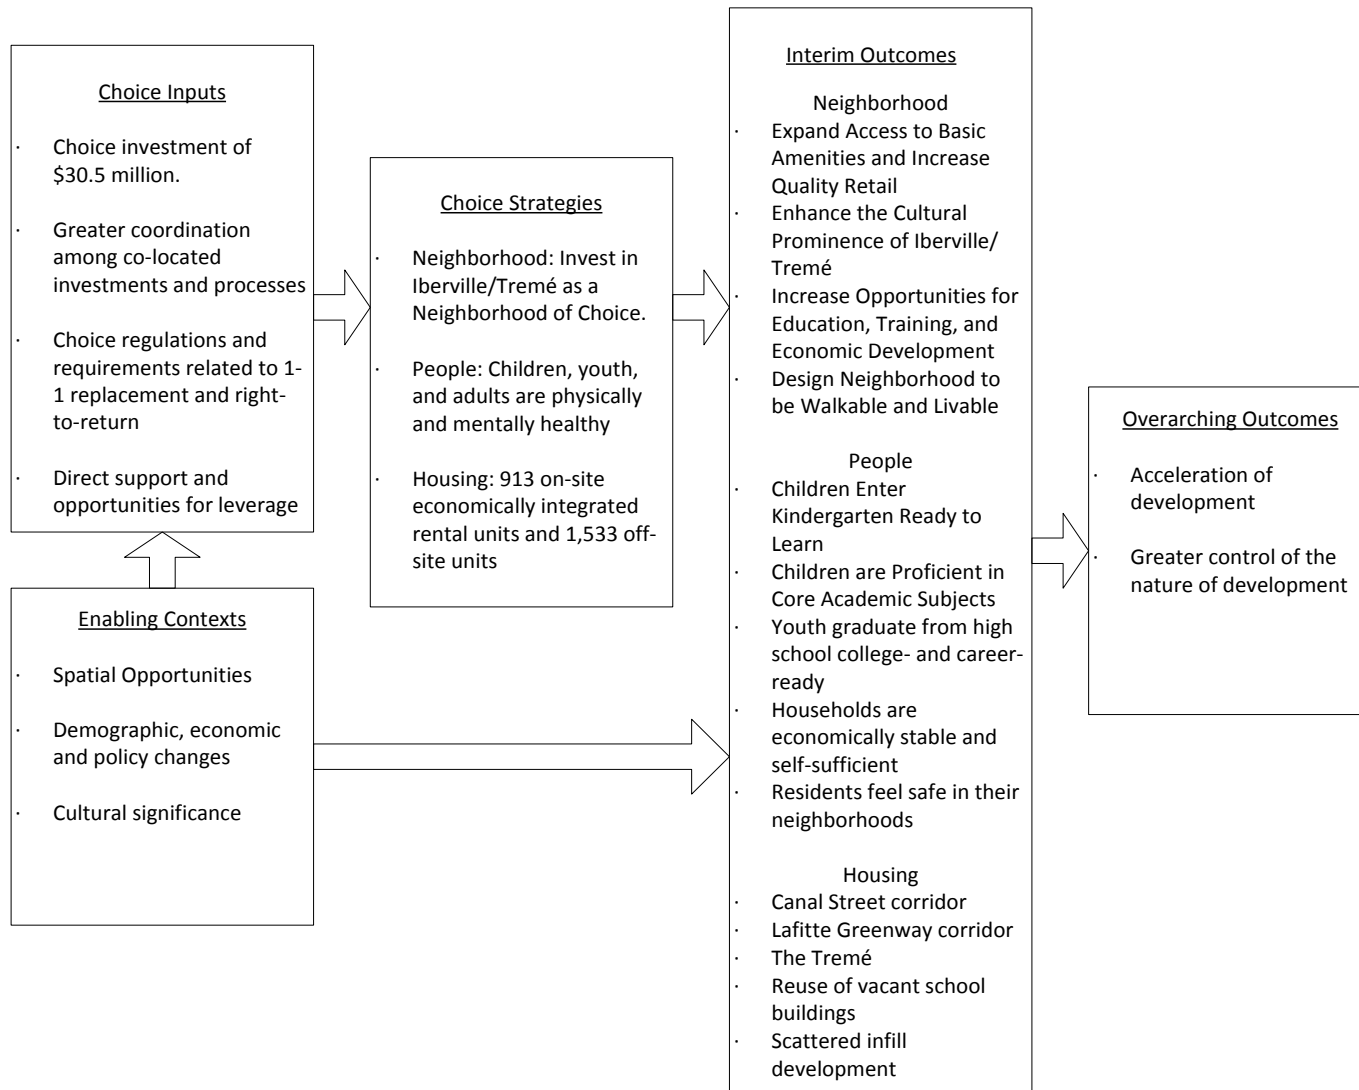 Choice Inputs
· Choice investment of
$30.5 million.
· Greater coordination
among co-located
investments and processes
· Choice regulations and
requirements related to 1-
1 replacement and right-
to-return
· Direct support and
opportunities for leverage
Enabling Contexts
· Spatial Opportunities
· Demographic, economic
and policy changes
· Cultural significance
Choice Strategies
· Neighborhood: Invest in
Iberville/Tremé as a
Neighborhood of Choice.
· People: Children, youth,
and adults are physically
and mentally healthy
· Housing: 913 on-site
economically integrated
rental units and 1,533 off-
site units
Interim Outcomes
Neighborhood
· Expand Access to Basic
Amenities and Increase
Quality Retail
· Enhance the Cultural
Prominence of Iberville/
Tremé
· Increase Opportunities for
Education, Training, and
Economic Development
· Design Neighborhood to
be Walkable and Livable
People
· Children Enter
Kindergarten Ready to
Learn
· Children are Proficient in
Core Academic Subjects
· Youth graduate from high
school college- and career-
ready
· Households are
economically stable and
self-sufficient
· Residents feel safe in their
neighborhoods
Housing
· Canal Street corridor
· Lafitte Greenway corridor
· The Tremé
· Reuse of vacant school
buildings
· Scattered infill
development
Overarching Outcomes
· Acceleration of
development
· Greater control of the
nature of development